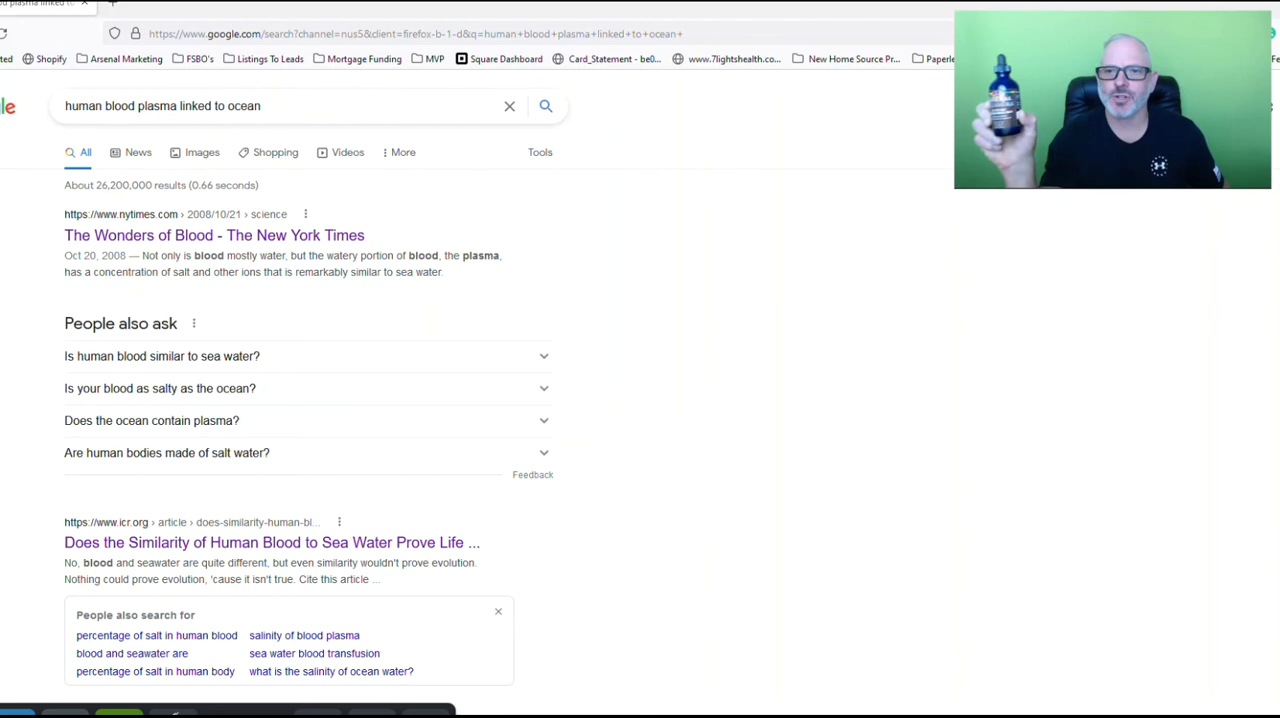 https://www.google.com/search?channel=nus5&client=firefox-b-1-d&q=human+blood+plasma+linked+to+ocean+
Shopify Arsenal Marketing FSBO's Listings To Leads Mortgage Funding MVP Square Dashboard Card_Statement - be0... www.7lightshealth.co... New Home Source Pr... Paperle
human blood plasma linked to ocean
All News Images Shopping Videos More Tools
About 26,200,000 results (0.66 seconds)
https://www.nytimes.com › 2008/10/21 › science
The Wonders of Blood - The New York Times
Oct 20, 2008 — Not only is blood mostly water, but the watery portion of blood, the plasma,
has a concentration of salt and other ions that is remarkably similar to sea water.
People also ask
Is human blood similar to sea water?
Is your blood as salty as the ocean?
Does the ocean contain plasma?
Are human bodies made of salt water?
Feedback
https://www.icr.org › article › does-similarity-human-bl...
Does the Similarity of Human Blood to Sea Water Prove Life ...
No, blood and seawater are quite different, but even similarity wouldn't prove evolution.
Nothing could prove evolution, 'cause it isn't true. Cite this article ...
People also search for
percentage of salt in human blood salinity of blood plasma
blood and seawater are sea water blood transfusion
percentage of salt in human body what is the salinity of ocean water?